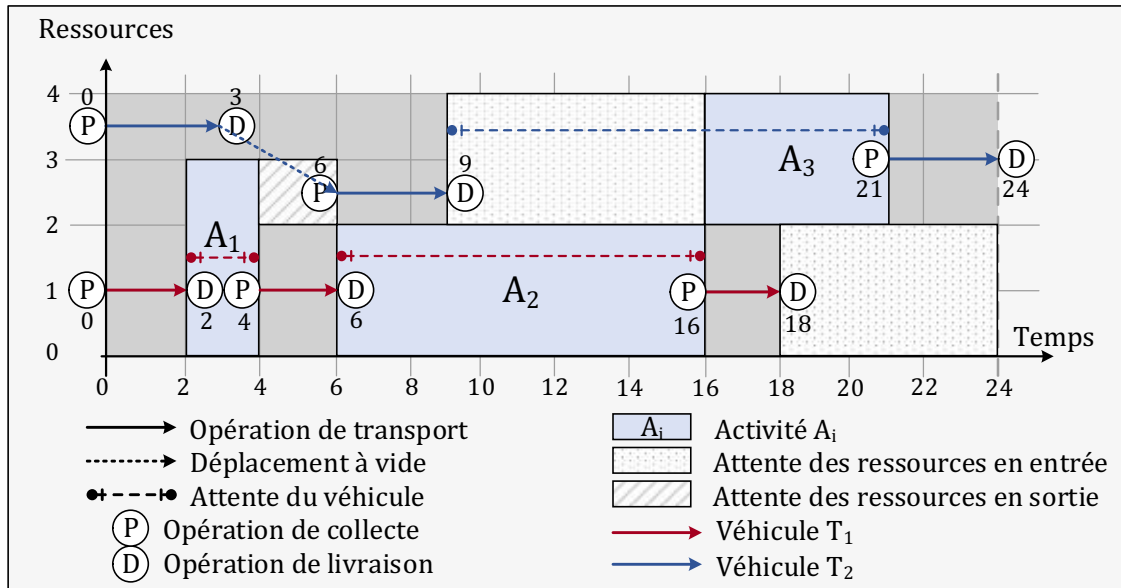 Ressources
0 3
4 P D
6 9
3 P D A₃ P D
21 24
2
A₁
1 P D P D A₂ P D
0 2 4 6 16 18
0 Temps
0 2 4 6 8 10 12 14 16 18 20 22 24
Opération de transport Aᵢ Activité Aᵢ
Déplacement à vide Attente des ressources en entrée
Attente du véhicule Attente des ressources en sortie
P Opération de collecte Véhicule T₁
D Opération de livraison Véhicule T₂